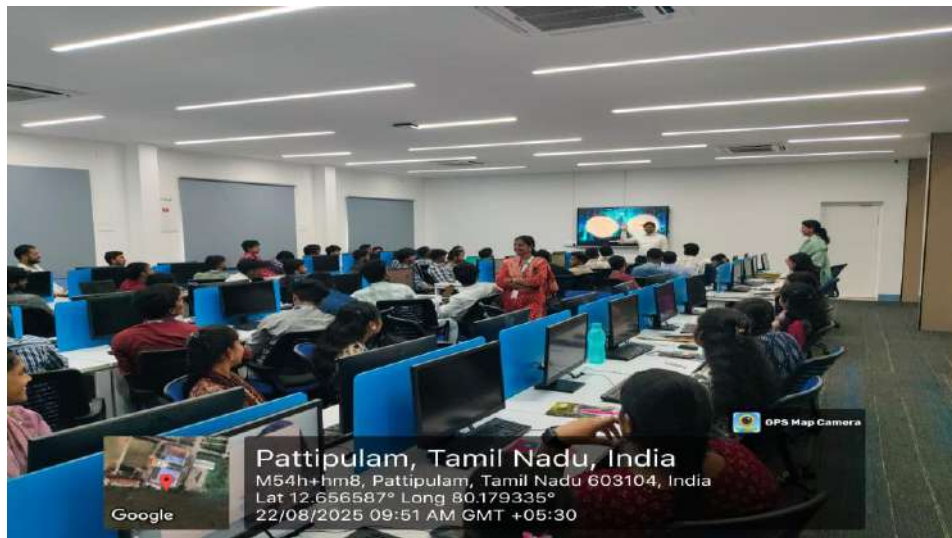 GPS Map Camera
Pattipulam, Tamil Nadu, India
M54h+hm8, Pattipulam, Tamil Nadu 603104, India
Lat 12.656587° Long 80.179335°
22/08/2025 09:51 AM GMT +05:30
Google